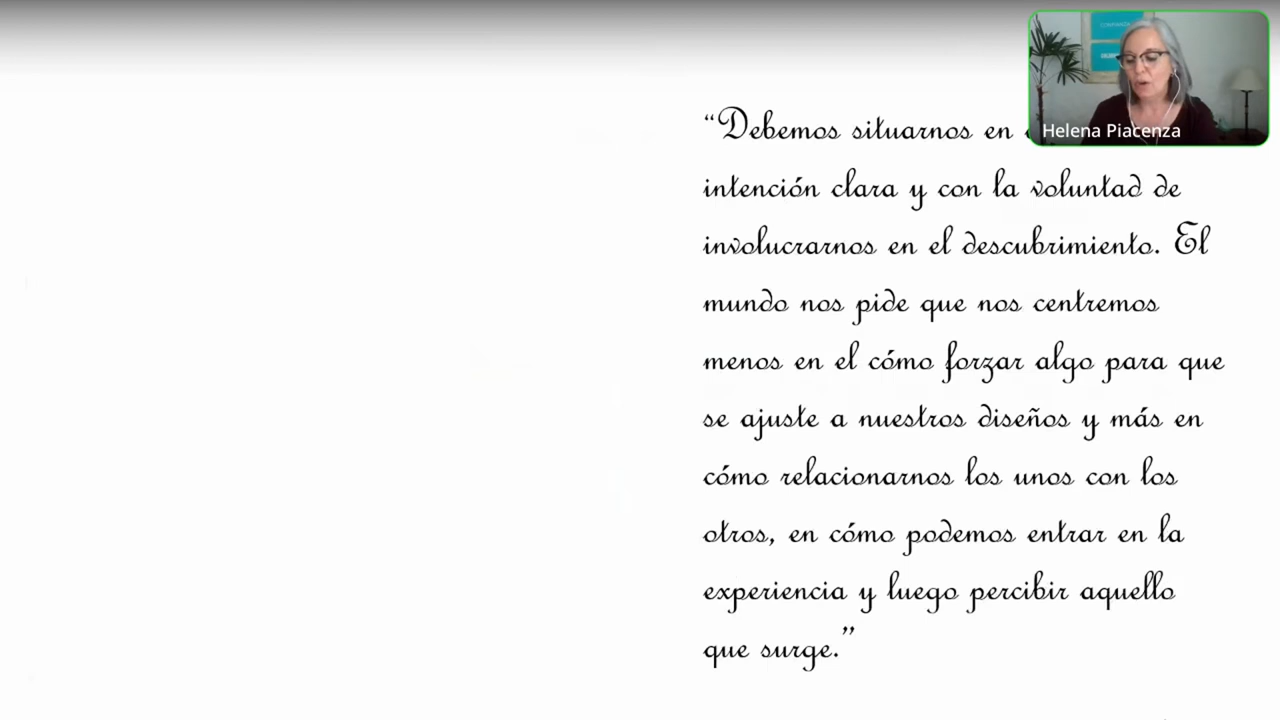 “Debemos situarnos en
intención clara y con la voluntad de
involucrarnos en el descubrimiento. El
mundo nos pide que nos centremos
menos en el cómo forzar algo para que
se ajuste a nuestros diseños y más en
cómo relacionarnos los unos con los
otros, en cómo podemos entrar en la
experiencia y luego percibir aquello
que surge.”
Helena Piacenza